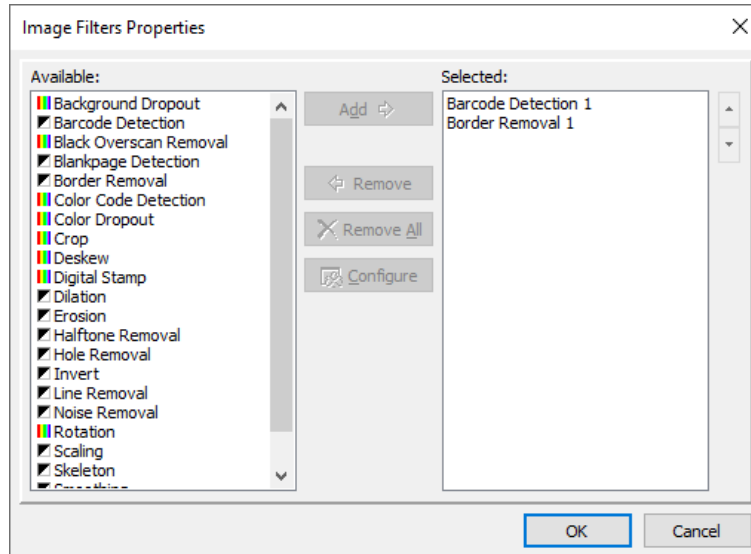 Image Filters Properties
Available:
Background Dropout
Barcode Detection
Black Overscan Removal
Blankpage Detection
Border Removal
Color Code Detection
Color Dropout
Crop
Deskew
Digital Stamp
Dilation
Erosion
Halftone Removal
Hole Removal
Invert
Line Removal
Noise Removal
Rotation
Scaling
Skeleton
Smoothing
Add
Remove
Remove All
Configure
Selected:
Barcode Detection 1
Border Removal 1
OK
Cancel